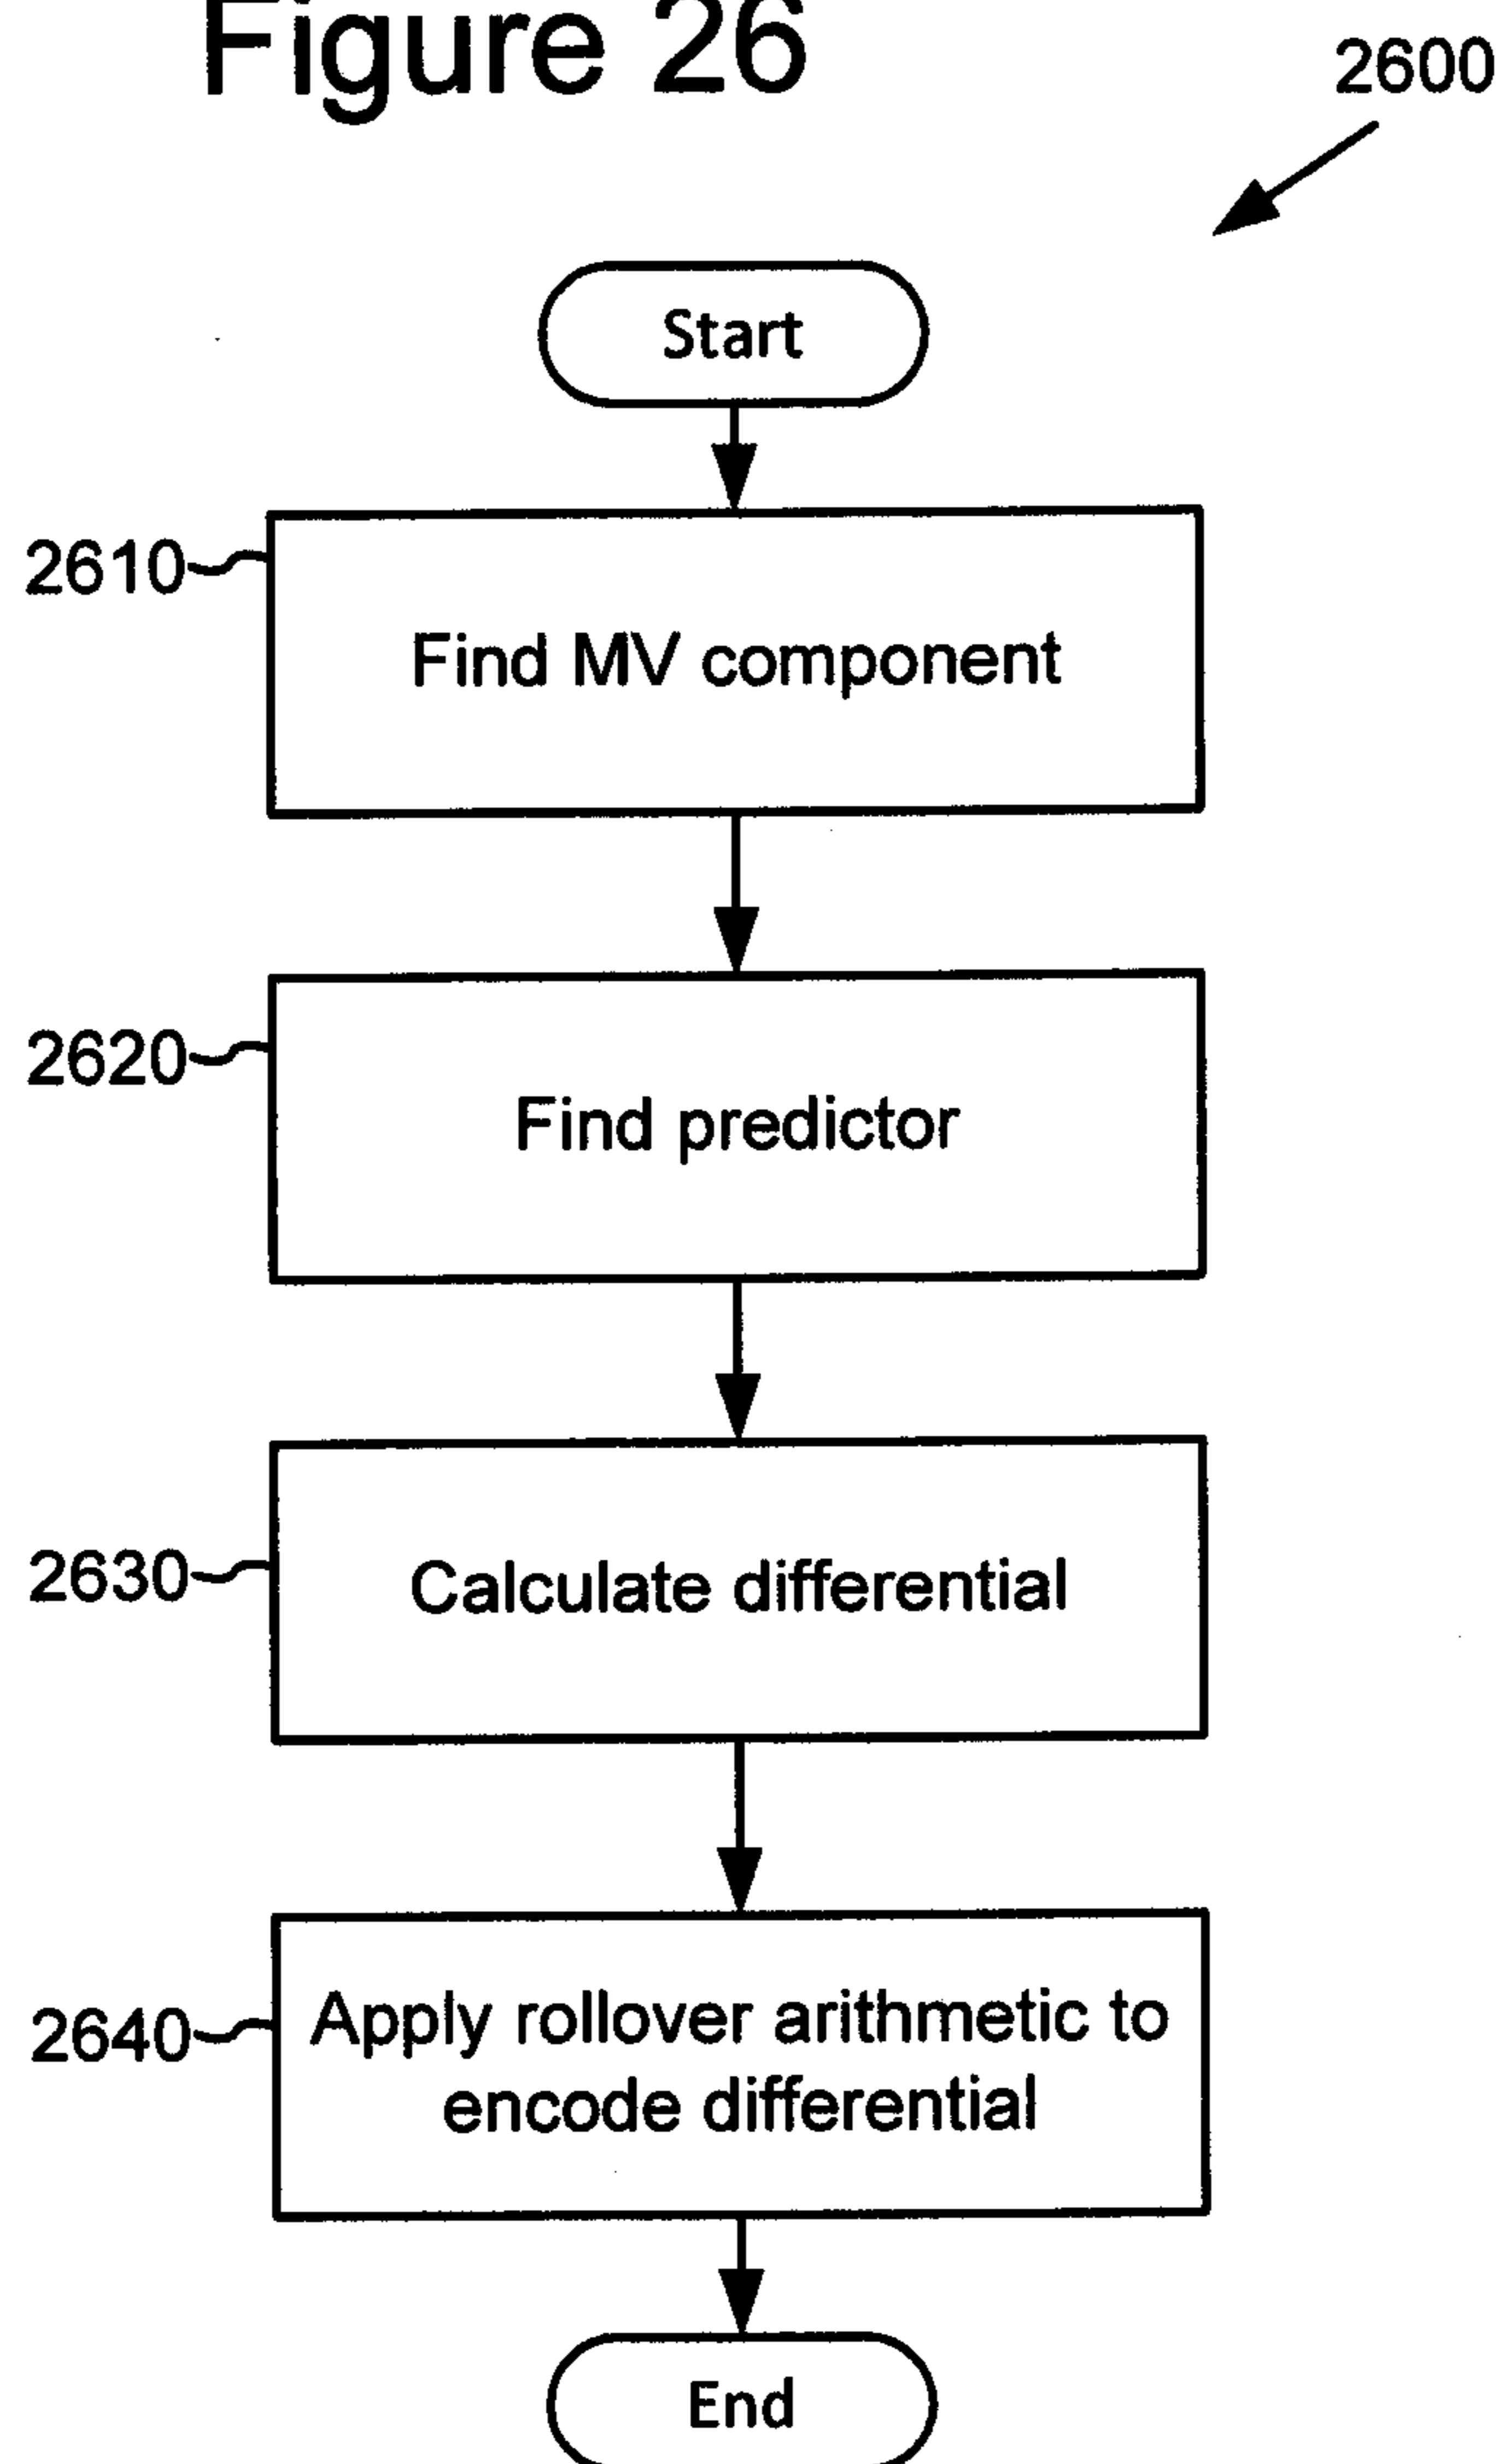 Figure 26
2600
Start
2610
Find MV component
2620
Find predictor
2630
Calculate differential
2640
Apply rollover arithmetic to
encode differential
End